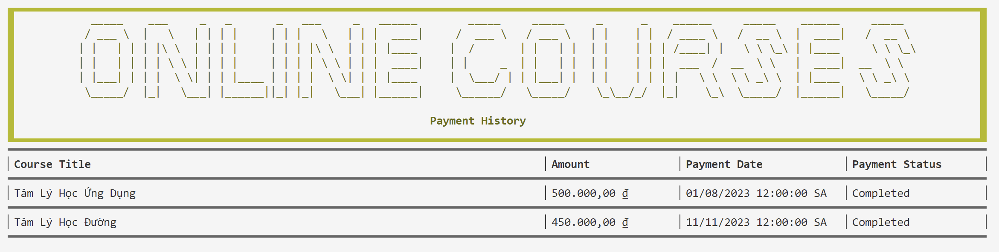 ONLINE COURSES
Payment History
Course Title Amount Payment Date Payment Status
Tâm Lý Học Ứng Dụng 500.000,00 ₫ 01/08/2023 12:00:00 SA Completed
Tâm Lý Học Đường 450.000,00 ₫ 11/11/2023 12:00:00 SA Completed